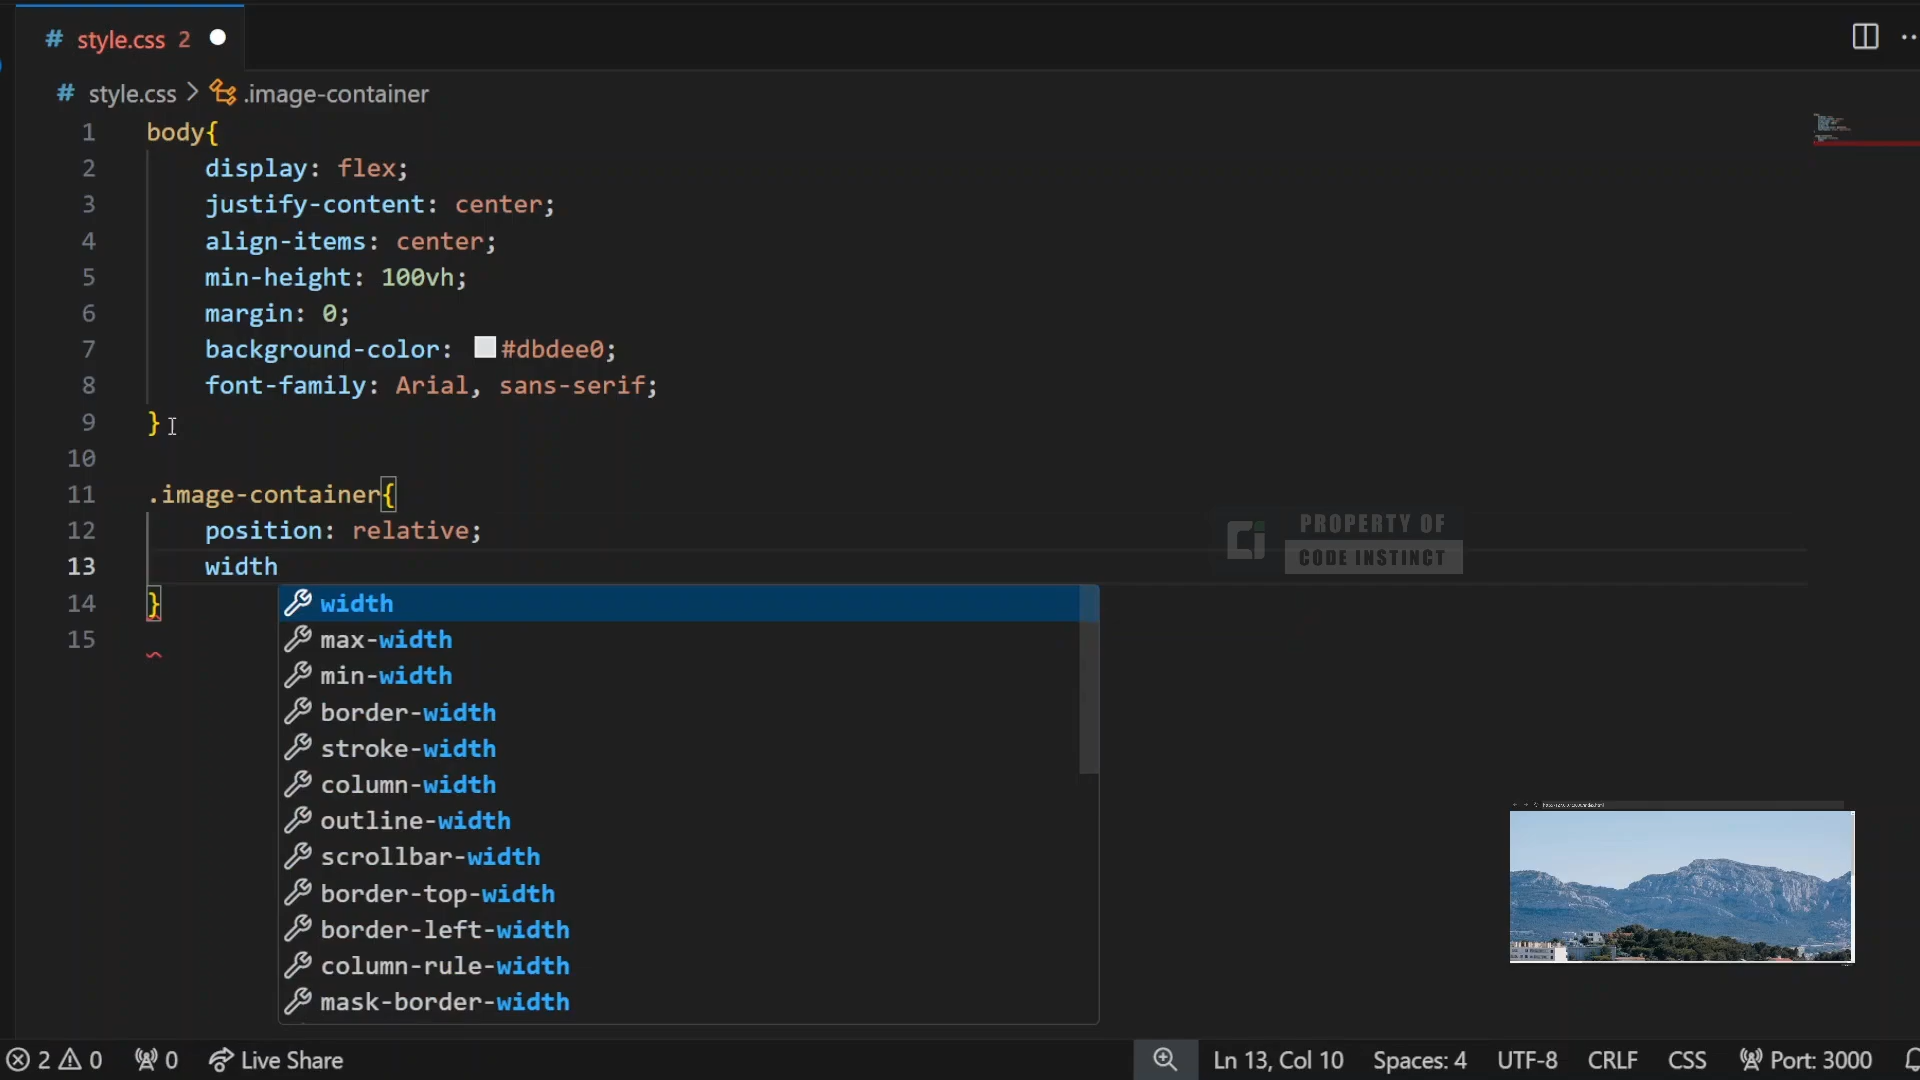 # style.css 2
# style.css > .image-container
1 body{
2 display: flex;
3 justify-content: center;
4 align-items: center;
5 min-height: 100vh;
6 margin: 0;
7 background-color: #dbdee0;
8 font-family: Arial, sans-serif;
9 }
10
11 .image-container{
12 position: relative;
13 width
14 }
15
width
max-width
min-width
border-width
stroke-width
column-width
outline-width
scrollbar-width
border-top-width
border-left-width
column-rule-width
mask-border-width
PROPERTY OF
CODE INSTINCT
2 0 0 Live Share Ln 13, Col 10 Spaces: 4 UTF-8 CRLF CSS Port: 3000